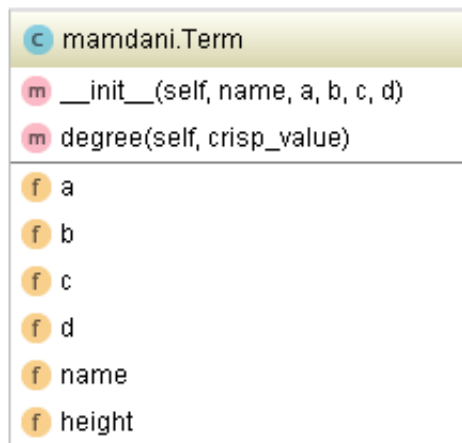 C mamdani.Term
m __init__(self, name, a, b, c, d)
m degree(self, crisp_value)
f a
f b
f c
f d
f name
f height